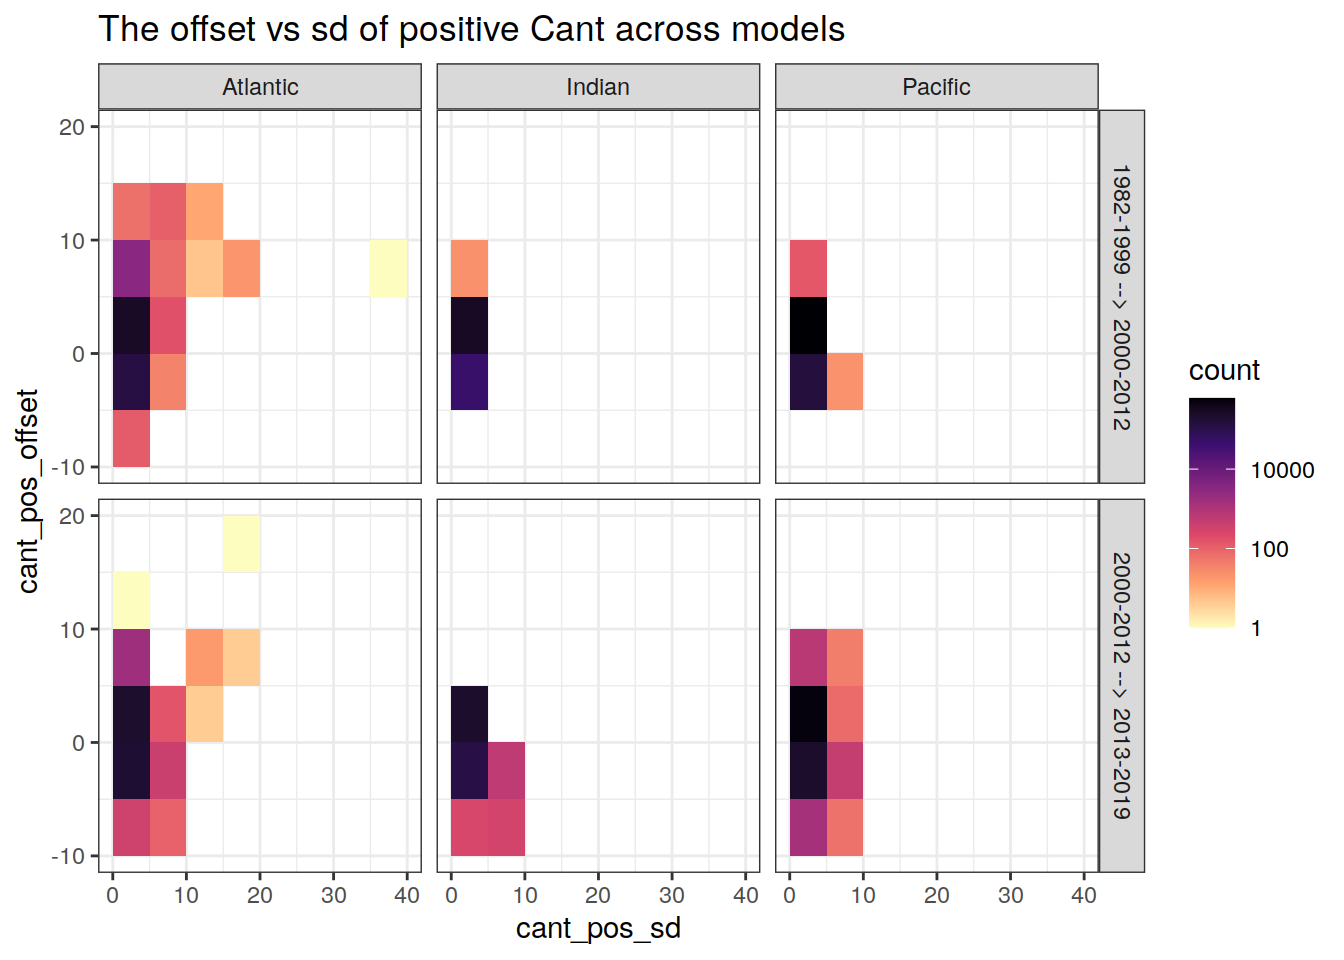 The offset vs sd of positive Cant across models
Atlantic
Indian
Pacific
20
10
0
-10
1982-1999 --> 2000-2012
20
10
0
-10
2000-2012 --> 2013-2019
0 10 20 30 40
0 10 20 30 40
0 10 20 30 40
cant_pos_sd
cant_pos_offset
count
10000
100
1